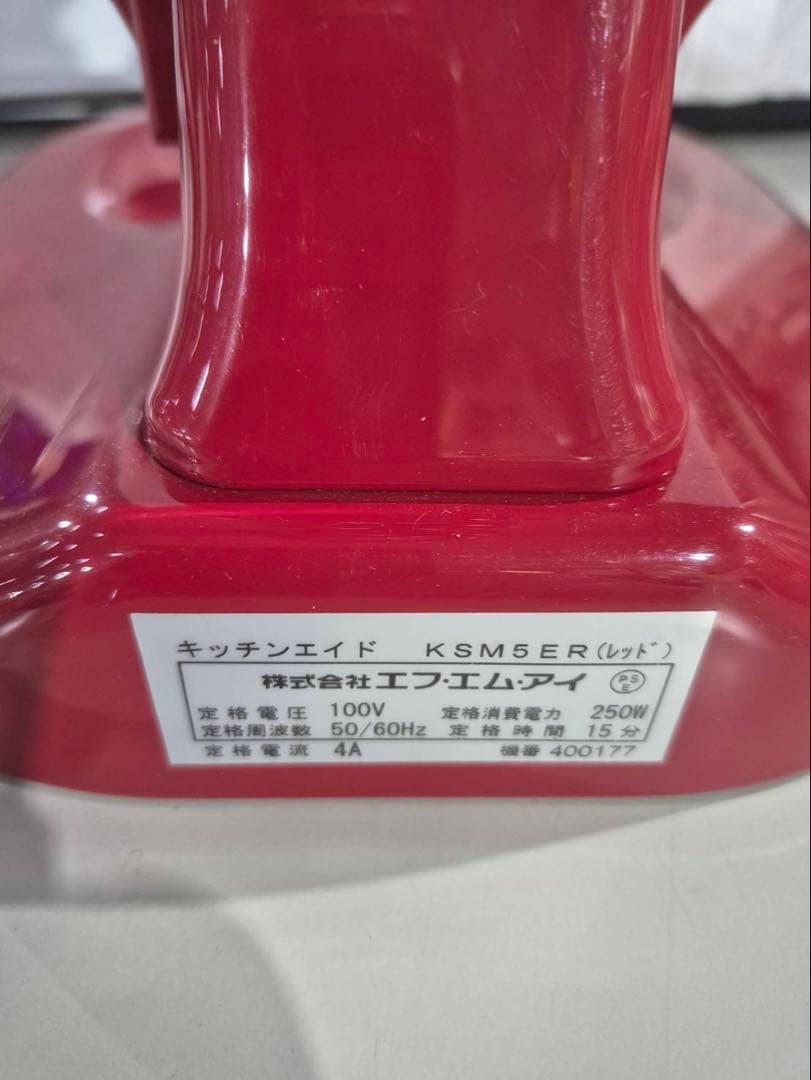 キッチンエイド KSM5ER(レッド)
株式会社エフ・エム・アイ PSE
定格電圧 100V 定格消費電力 250W
定格周波数 50/60Hz 定格時間 15分
定格電流 4A 機番 400177